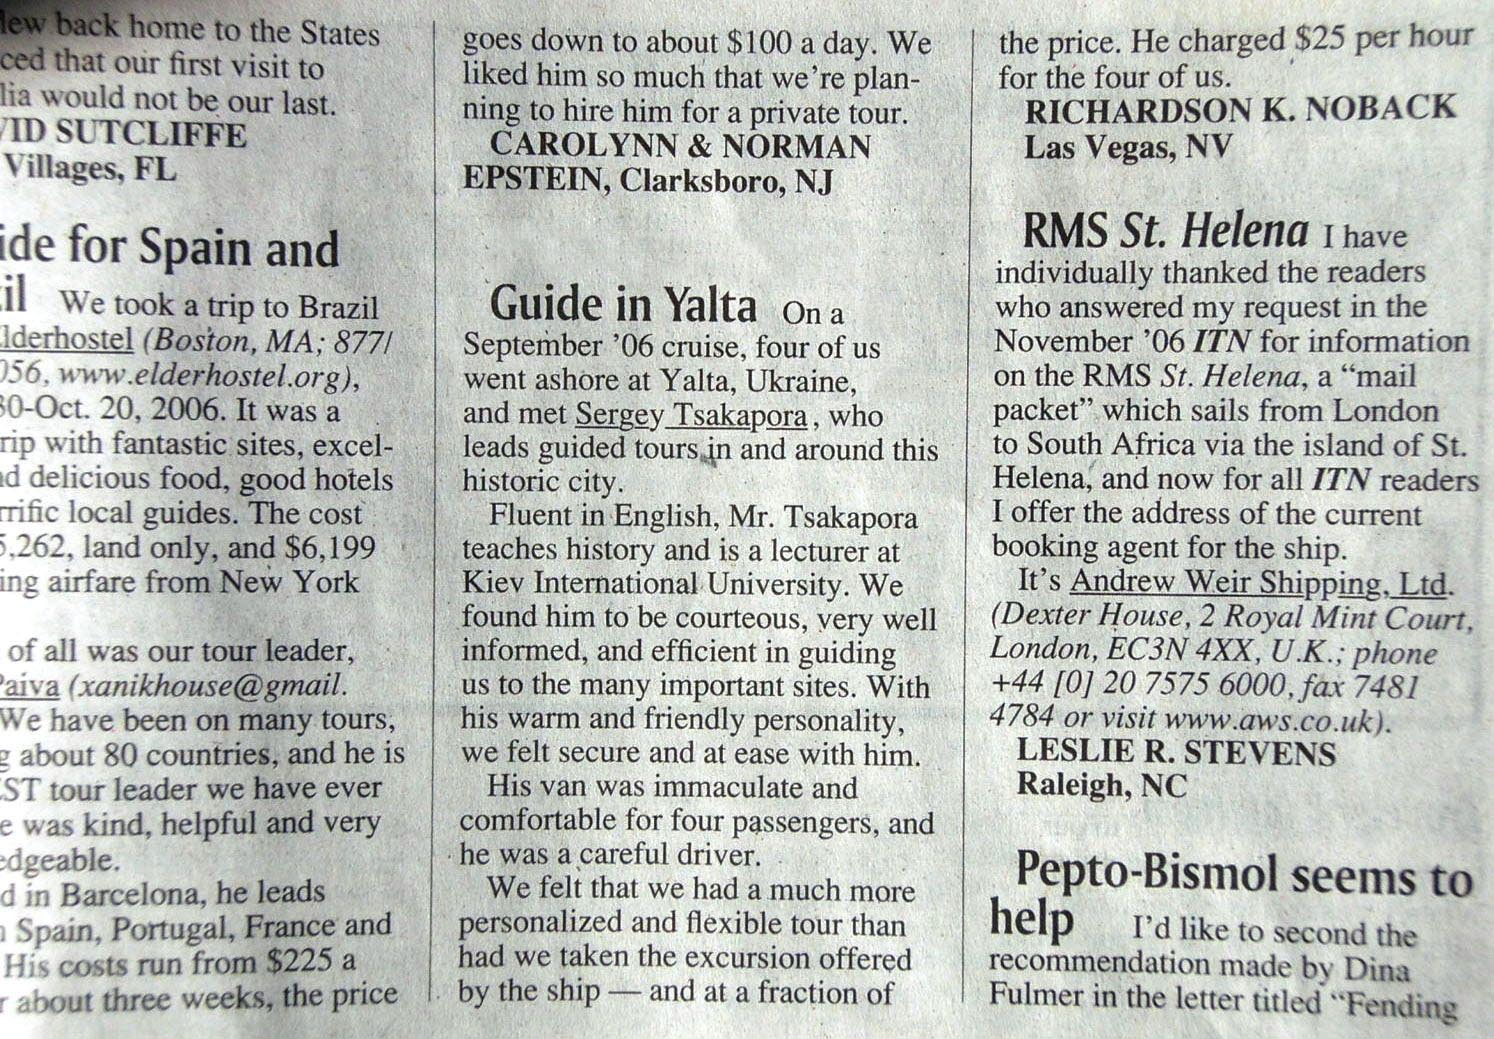 back home to the States
that our first visit to
would not be our last.
SUTCLIFFE
Villages, FL
for Spain and
We took a trip to Brazil
(Boston, MA; 877/
www.elderhostel.org),
Oct. 20, 2006. It was a
with fantastic sites, excel-
delicious food, good hotels
local guides. The cost
land only, and $6,199
airfare from New York
of all was our tour leader,
(xanikhouse@gmail.
We have been on many tours,
about 80 countries, and he is
tour leader we have ever
was kind, helpful and very
in Barcelona, he leads
Spain, Portugal, France and
His costs run from $225 a
about three weeks, the price
goes down to about $100 a day. We
liked him so much that we're plan-
ning to hire him for a private tour.
CAROLYNN & NORMAN
EPSTEIN, Clarksboro, NJ
Guide in Yalta On a
September '06 cruise, four of us
went ashore at Yalta, Ukraine,
and met Sergey Tsakapora, who
leads guided tours in and around this
historic city.
Fluent in English, Mr. Tsakapora
teaches history and is a lecturer at
Kiev International University. We
found him to be courteous, very well
informed, and efficient in guiding
us to the many important sites. With
his warm and friendly personality,
we felt secure and at ease with him.
His van was immaculate and
comfortable for four passengers, and
he was a careful driver.
We felt that we had a much more
personalized and flexible tour than
had we taken the excursion offered
by the ship — and at a fraction of
the price. He charged $25 per hour
for the four of us.
RICHARDSON K. NOBACK
Las Vegas, NV
RMS St. Helena I have
individually thanked the readers
who answered my request in the
November '06 ITN for information
on the RMS St. Helena, a "mail
packet" which sails from London
to South Africa via the island of St.
Helena, and now for all ITN readers
I offer the address of the current
booking agent for the ship.
It's Andrew Weir Shipping, Ltd.
(Dexter House, 2 Royal Mint Court,
London, EC3N 4XX, U.K.; phone
+44 [0] 20 7575 6000, fax 7481
4784 or visit www.aws.co.uk).
LESLIE R. STEVENS
Raleigh, NC
Pepto-Bismol seems to
help I'd like to second the
recommendation made by Dina
Fulmer in the letter titled "Fending